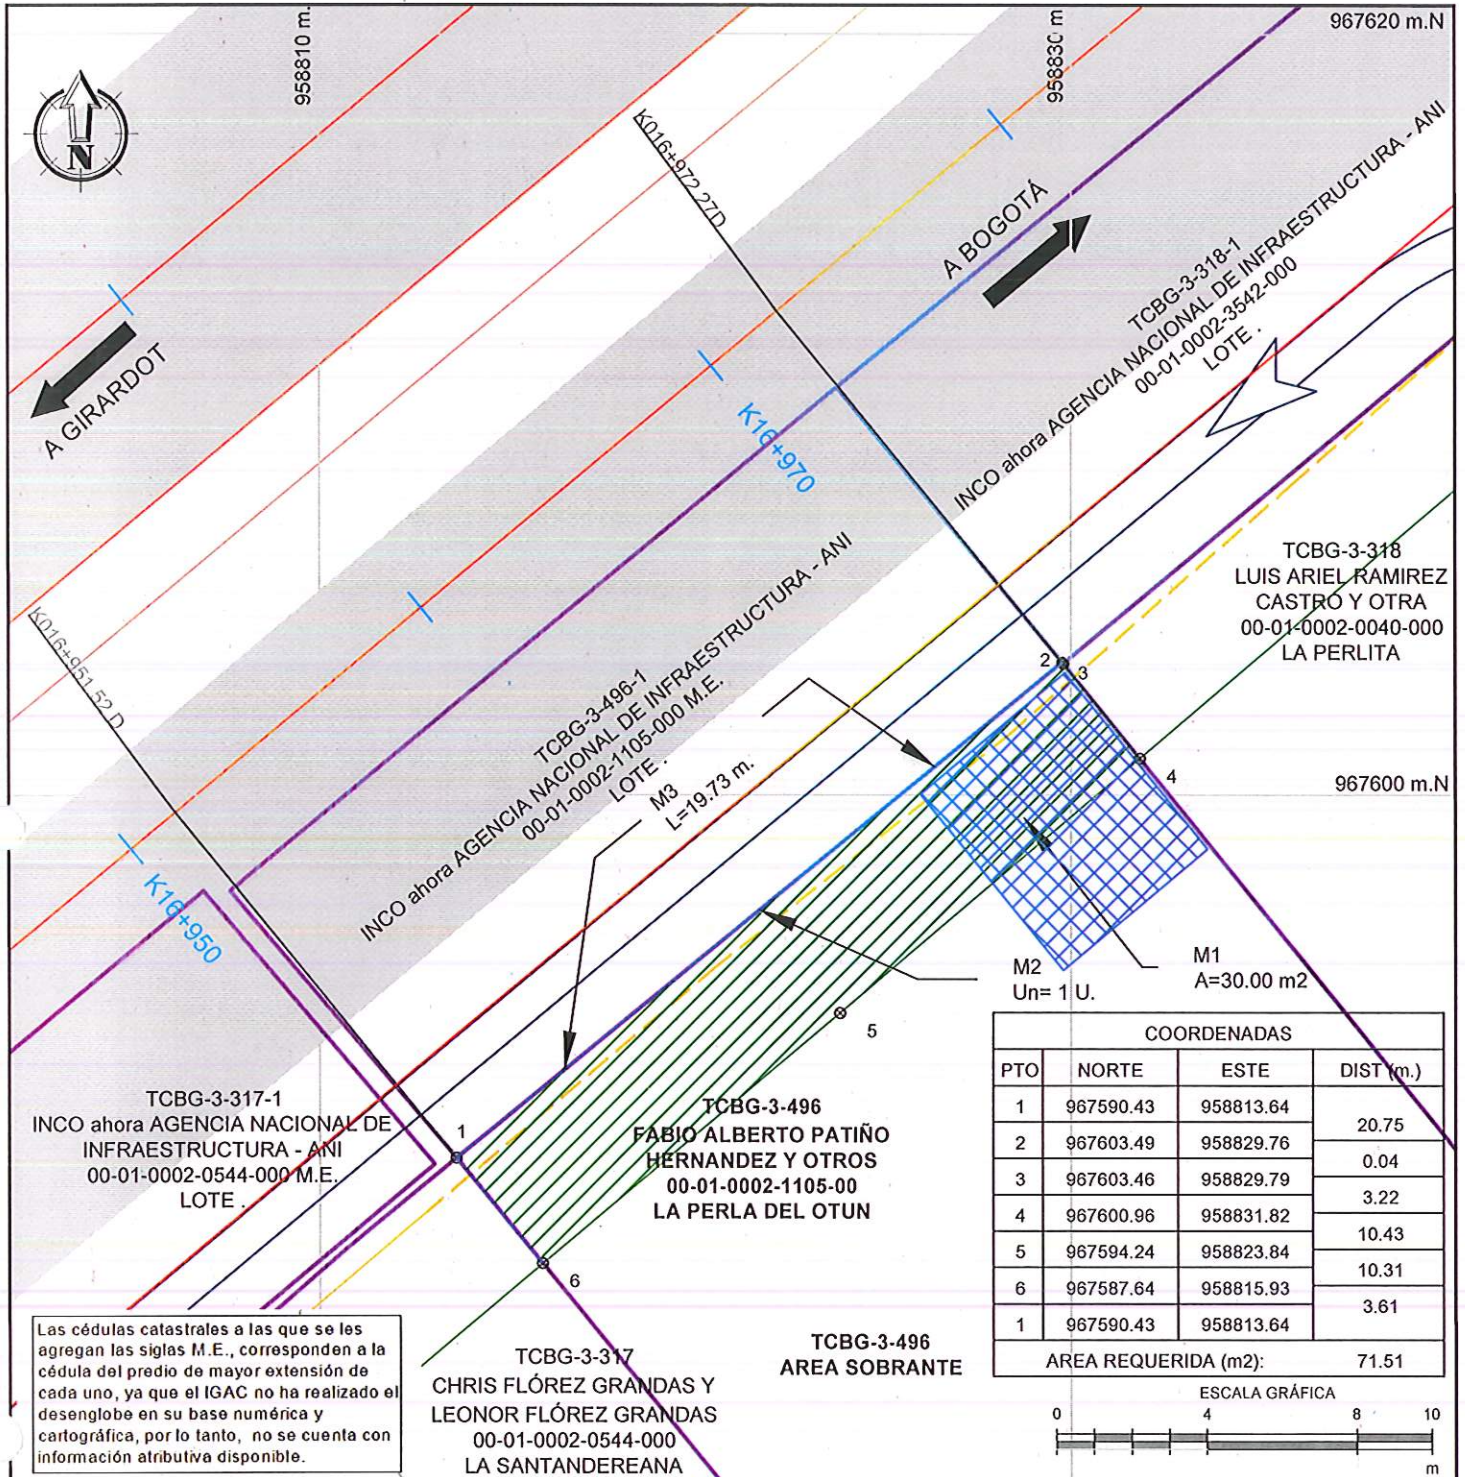 958810 m.
958830 m
967620 m.N
N
K016+972.27D
A BOGOTÁ
A GIRARDOT
TCBG-3-318-1
INCO ahora AGENCIA NACIONAL DE INFRAESTRUCTURA - ANI
00-01-0002-3542-000
LOTE .
K16+970
TCBG-3-318
LUIS ARIEL RAMIREZ
CASTRO Y OTRA
00-01-0002-0040-000
LA PERLITA
K016+951.52 D
TCBG-3-496-1
INCO ahora AGENCIA NACIONAL DE INFRAESTRUCTURA - ANI
00-01-0002-1105-000 M.E.
LOTE .
2
3
4
M3
L=19.73 m.
967600 m.N
K16+950
M2
Un= 1 U.
M1
A=30.00 m2
5
TCBG-3-317-1
INCO ahora AGENCIA NACIONAL DE
INFRAESTRUCTURA - ANI
00-01-0002-0544-000 M.E.
LOTE .
1
TCBG-3-496
FABIO ALBERTO PATIÑO
HERNANDEZ Y OTROS
00-01-0002-1105-00
LA PERLA DEL OTUN
6
COORDENADAS
PTO NORTE ESTE DIST (m.)
1 967590.43 958813.64
20.75
2 967603.49 958829.76
0.04
3 967603.46 958829.79
3.22
4 967600.96 958831.82
10.43
5 967594.24 958823.84
10.31
6 967587.64 958815.93
3.61
1 967590.43 958813.64
AREA REQUERIDA (m2): 71.51
TCBG-3-496
AREA SOBRANTE
TCBG-3-317
CHRIS FLÓREZ GRANDAS Y
LEONOR FLÓREZ GRANDAS
00-01-0002-0544-000
LA SANTANDEREANA
Las cédulas catastrales a las que se les
agregan las siglas M.E., corresponden a la
cédula del predio de mayor extensión de
cada uno, ya que el IGAC no ha realizado el
desenglobe en su base numérica y
cartográfica, por lo tanto, no se cuenta con
información atributiva disponible.
ESCALA GRÁFICA
0 4 8 10
m